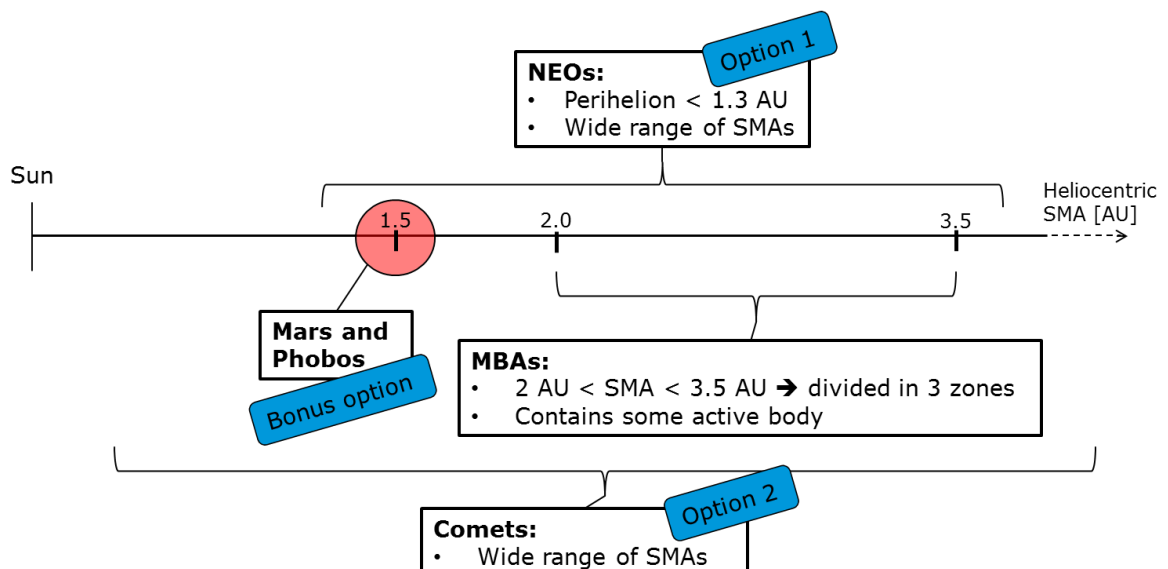 Option 1
NEOs:
• Perihelion < 1.3 AU
• Wide range of SMAs
Sun
Heliocentric
SMA [AU]
1.5
2.0
3.5
Mars and
Phobos
Bonus option
MBAs:
• 2 AU < SMA < 3.5 AU ➔ divided in 3 zones
• Contains some active body
Option 2
Comets:
• Wide range of SMAs